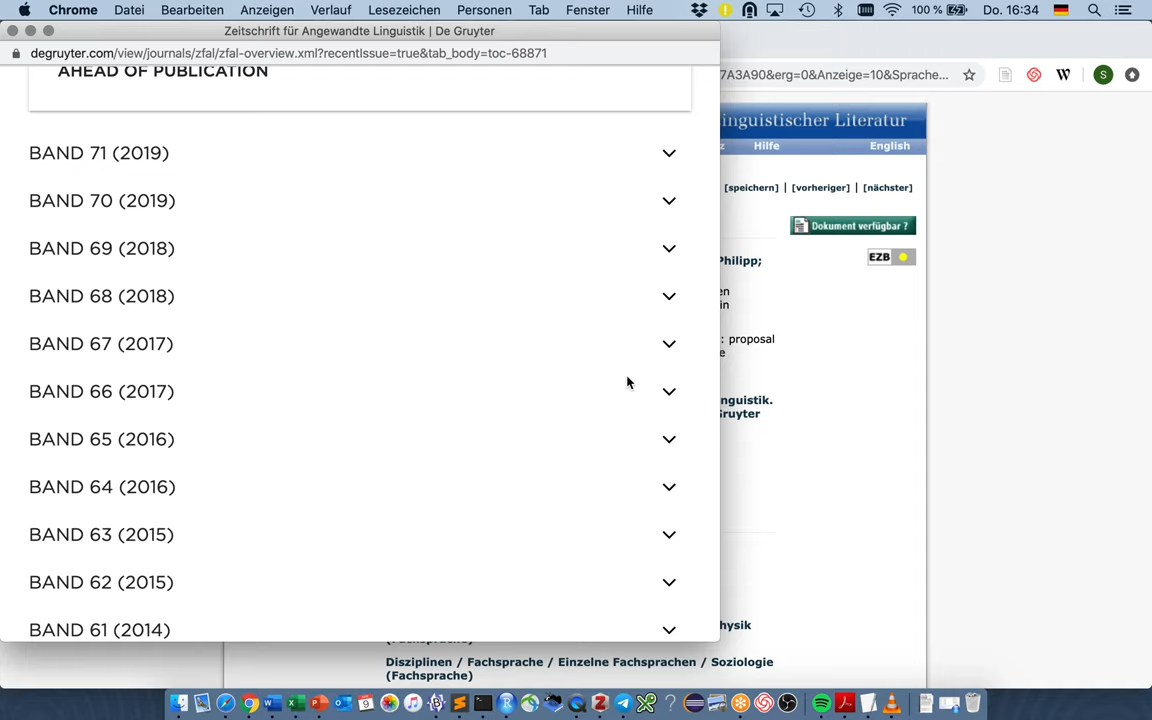 Chrome Datei Bearbeiten Anzeigen Verlauf Lesezeichen Personen Tab Fenster Hilfe 100 % Do. 16:34
Zeitschrift für Angewandte Linguistik | De Gruyter
degruyter.com/view/journals/zfal/zfal-overview.xml?recentIssue=true&tab_body=toc-68871
7A3A90&erg=0&Anzeige=10&Sprache...
W
S
AHEAD OF PUBLICATION
BAND 71 (2019)
BAND 70 (2019)
BAND 69 (2018)
BAND 68 (2018)
BAND 67 (2017)
BAND 66 (2017)
BAND 65 (2016)
BAND 64 (2016)
BAND 63 (2015)
BAND 62 (2015)
BAND 61 (2014)
inguistischer Literatur
z Hilfe English
[speichern] | [vorheriger] | [nächster]
Dokument verfügbar ?
Philipp;
EZB
en
in
: proposal
e
nguistik.
Gruyter
hysik
(Fachsprache)
Disziplinen / Fachsprache / Einzelne Fachsprachen / Soziologie
(Fachsprache)